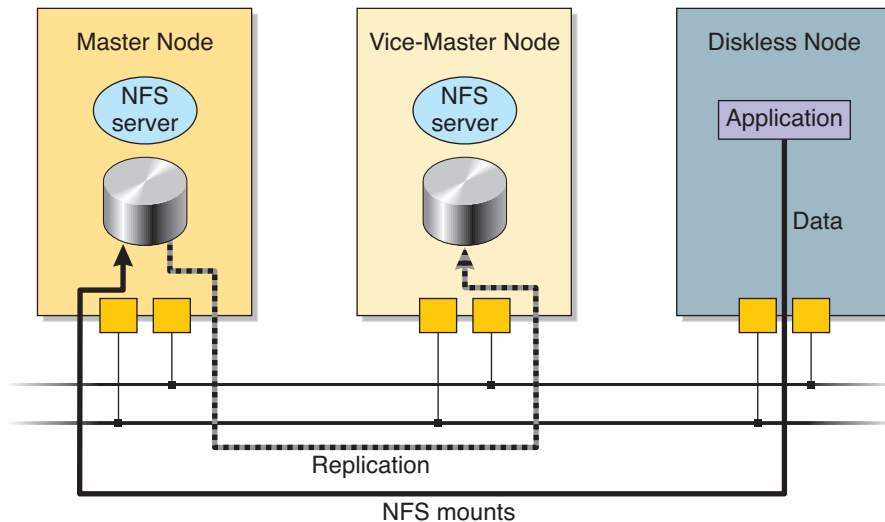 Master Node
NFS
server
Vice-Master Node
NFS
server
Diskless Node
Application
Data
Replication
NFS mounts